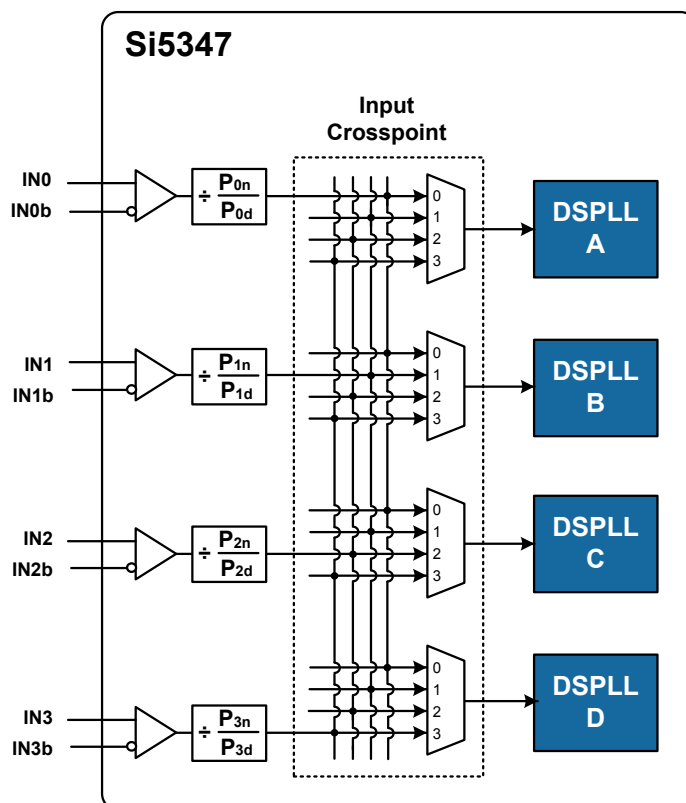 Si5347
Input
Crosspoint
IN0
IN0b
÷ P0n
P0d
0
1
2
3
DSPLL
A
IN1
IN1b
÷ P1n
P1d
0
1
2
3
DSPLL
B
IN2
IN2b
÷ P2n
P2d
0
1
2
3
DSPLL
C
IN3
IN3b
÷ P3n
P3d
0
1
2
3
DSPLL
D